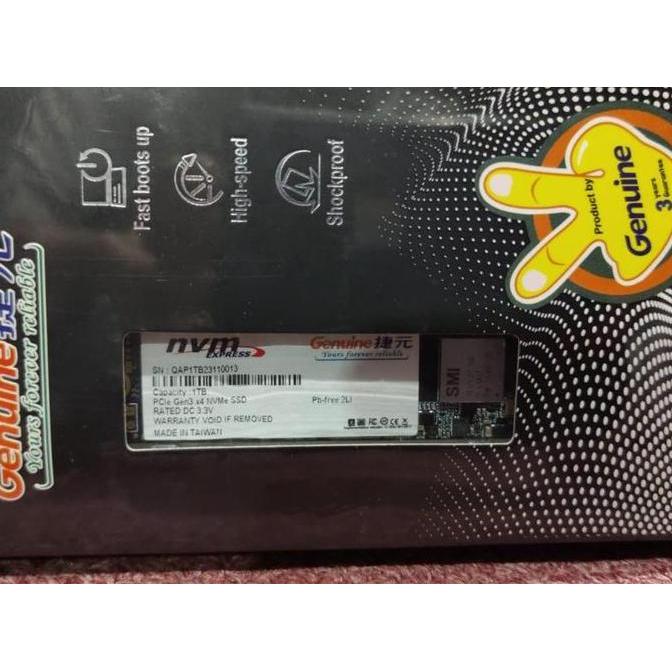 Fast boots up
High-speed
Shockproof
Product by
Genuine
3 Years
Guarantee
Genuine捷元
Yours forever reliable
nvm
EXPRESS
Genuine捷元
Yours forever reliable
SN : QAP1TB23110013
Capacity : 1TB
PCIe Gen3 x4 NVMe SSD
Pb-free 2LI
RATED DC 3.3V
WARRANTY VOID IF REMOVED
MADE IN TAIWAN
SMI